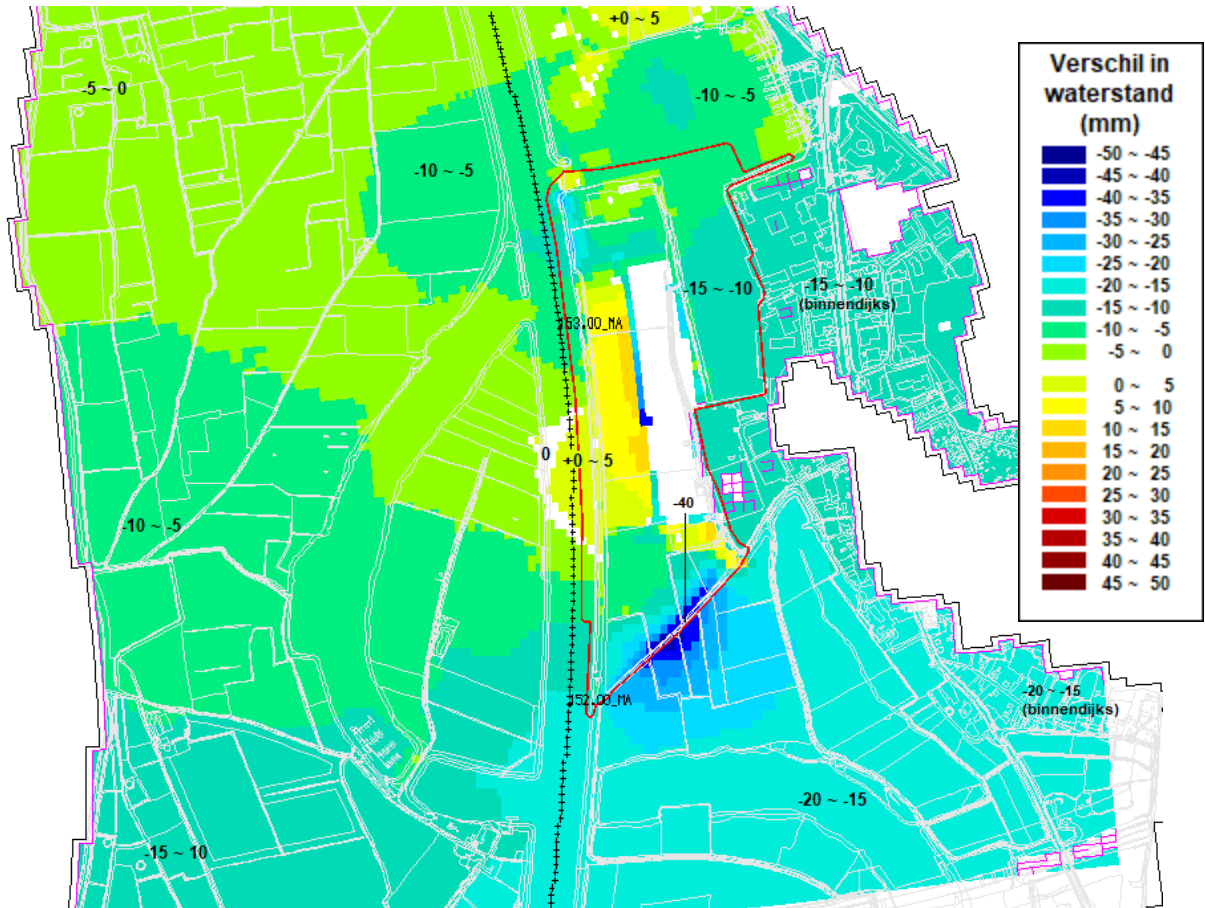 +0 ~ 5
-5 ~ 0
-10 ~ -5
-10 ~ -5
-15 ~ -10
-15 ~ -10
(binnendijks)
153.00_MA
0
+0 ~ 5
-40
-10 ~ -5
152.00_MA
-20 ~ -15
(binnendijks)
-20 ~ -15
-15 ~ 10
Verschil in
waterstand
(mm)
-50 ~ -45
-45 ~ -40
-40 ~ -35
-35 ~ -30
-30 ~ -25
-25 ~ -20
-20 ~ -15
-15 ~ -10
-10 ~ -5
-5 ~ 0
0 ~ 5
5 ~ 10
10 ~ 15
15 ~ 20
20 ~ 25
25 ~ 30
30 ~ 35
35 ~ 40
40 ~ 45
45 ~ 50